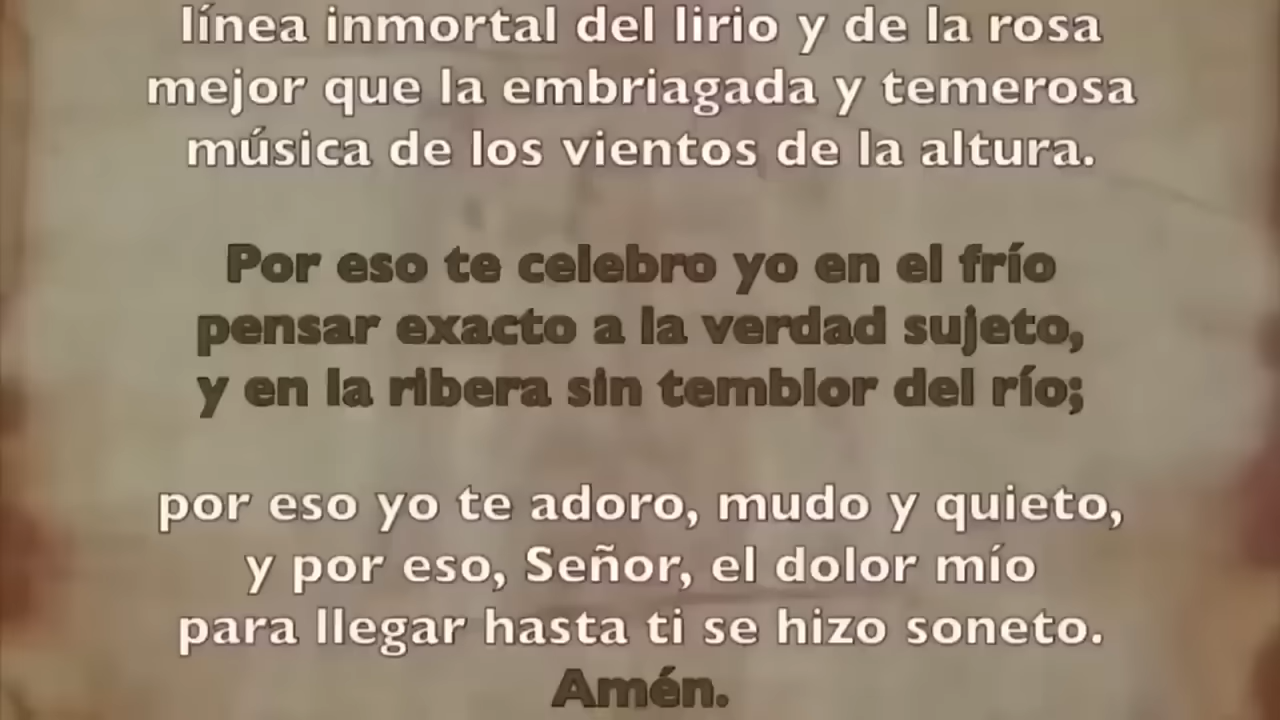 línea inmortal del lirio y de la rosa
mejor que la embriagada y temerosa
música de los vientos de la altura.
Por eso te celebro yo en el frío
pensar exacto a la verdad sujeto,
y en la ribera sin temblor del río;
por eso yo te adoro, mudo y quieto,
y por eso, Señor, el dolor mío
para llegar hasta ti se hizo soneto.
Amén.